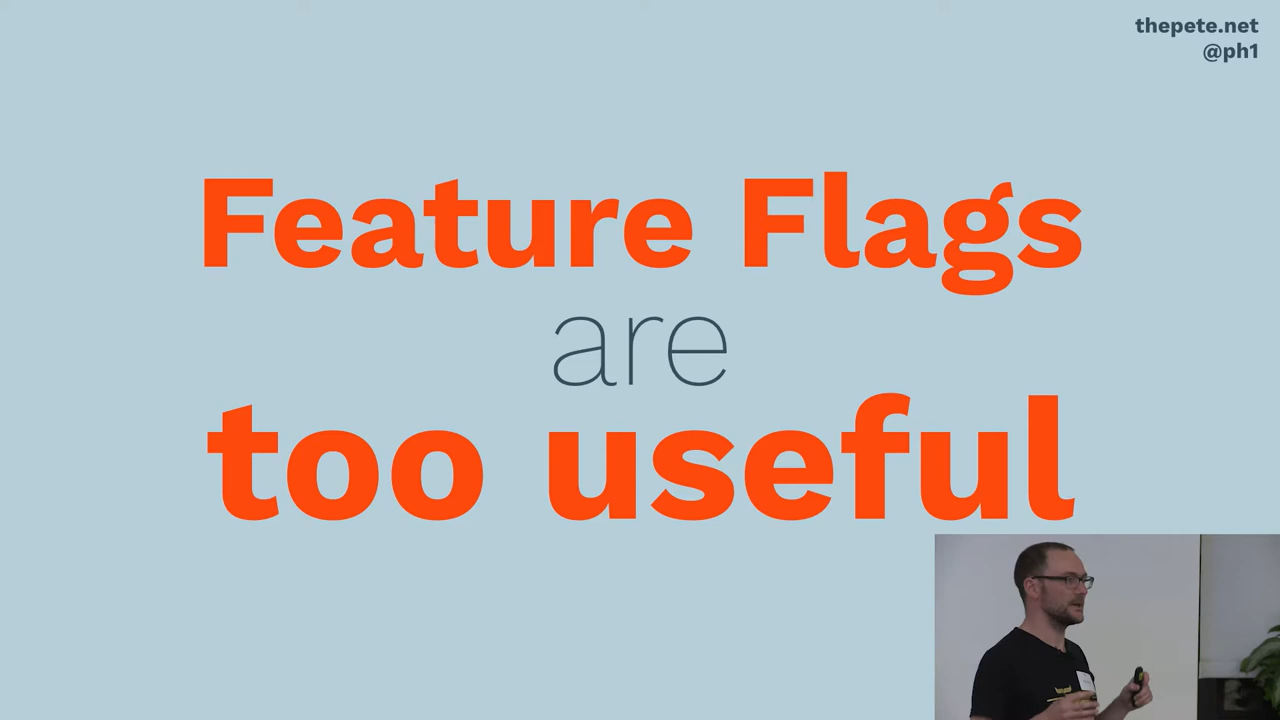 thepete.net
@ph1
Feature Flags
are
too useful